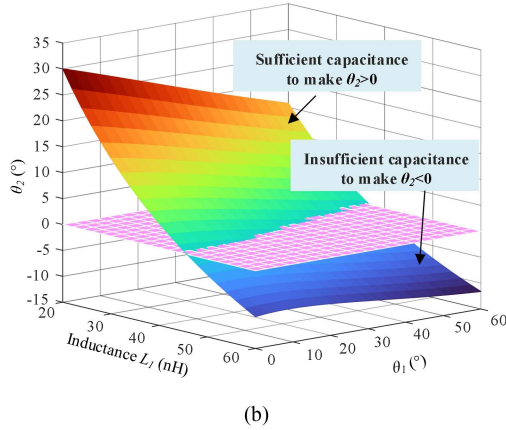 35
30
25
20
15
10
5
0
-5
-10
-15
θ2 (°)
Sufficient capacitance
to make θ2>0
Insufficient capacitance
to make θ2<0
20
30
40
50
60
Inductance L1 (nH)
0
10
20
30
40
50
60
θ1 (°)
(b)